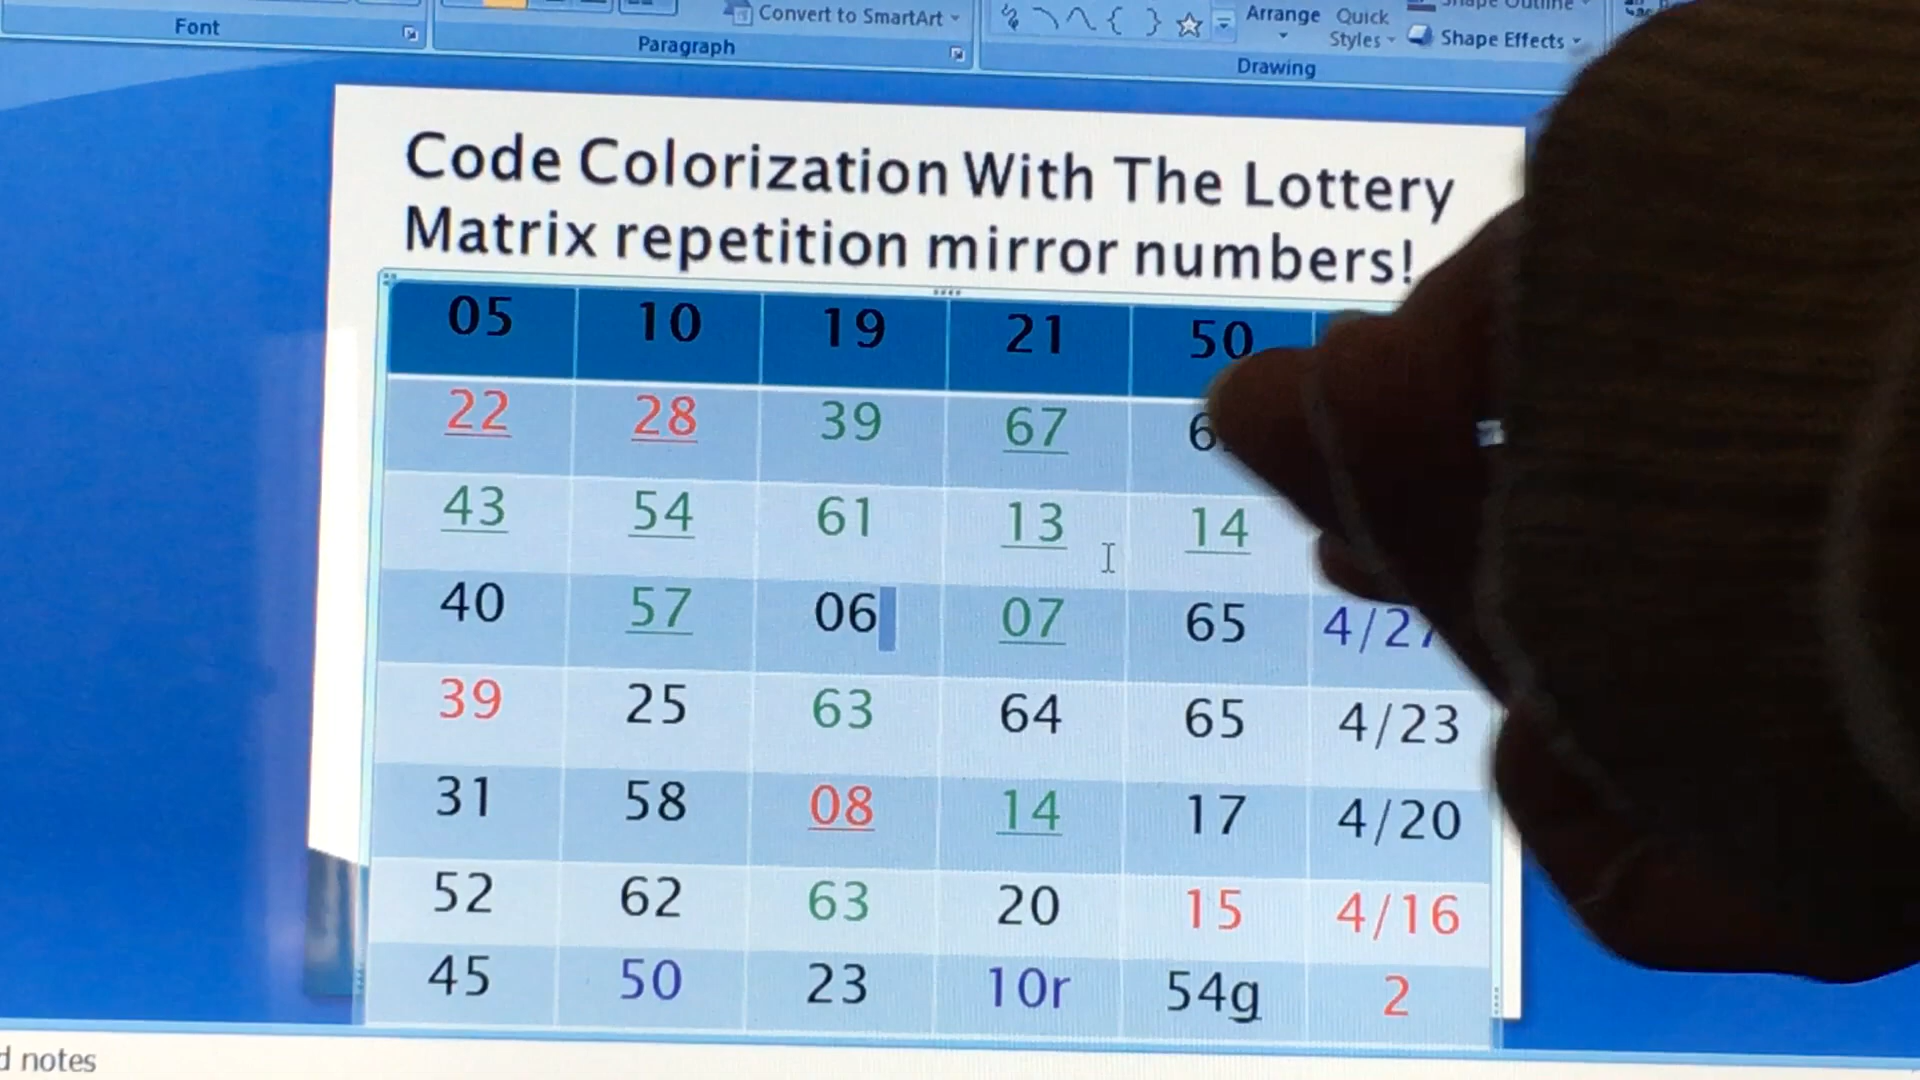 Convert to SmartArt
Arrange
Quick
Styles
Shape Effects
Font
Paragraph
Drawing
Code Colorization With The Lottery
Matrix repetition mirror numbers!
05 10 19 21 50
22 28 39 67
43 54 61 13 14
40 57 06 07 65 4/27
39 25 63 64 65 4/23
31 58 08 14 17 4/20
52 62 63 20 15 4/16
45 50 23 10r 54g 2
notes